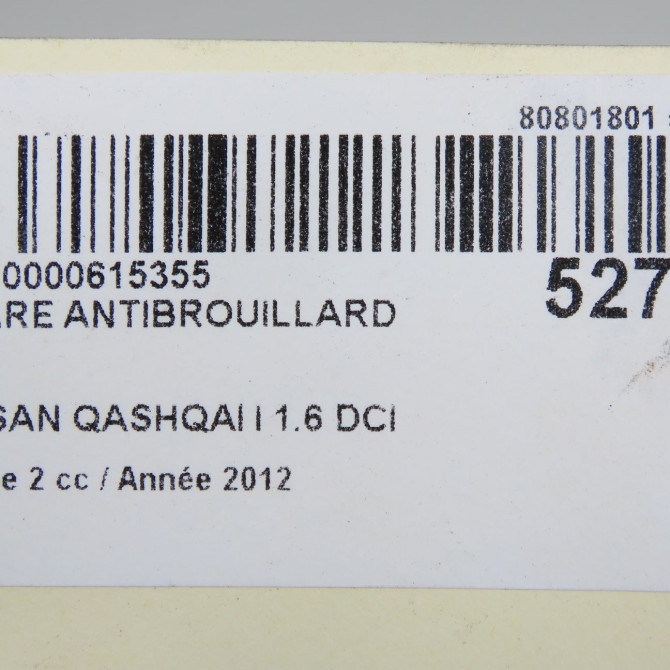 80801801
0000615355
527
ARE ANTIBROUILLARD
SAN QASHQAI I 1.6 DCI
e 2 cc / Année 2012